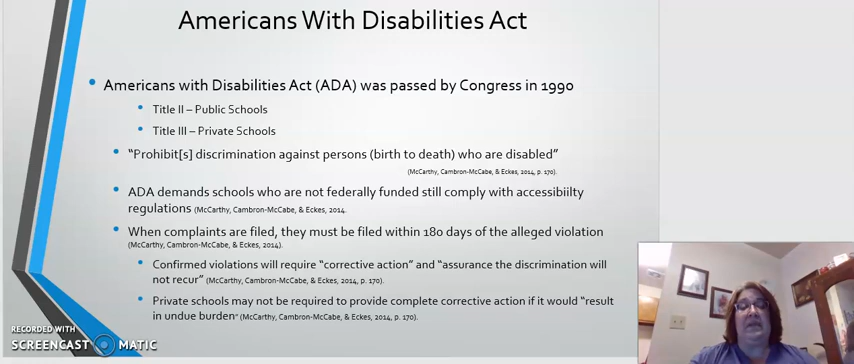 Americans With Disabilities Act
Americans with Disabilities Act (ADA) was passed by Congress in 1990
Title II – Public Schools
Title III – Private Schools
“Prohibit[s] discrimination against persons (birth to death) who are disabled”
(McCarthy, Cambron-McCabe, & Eckes, 2014, p. 170).
ADA demands schools who are not federally funded still comply with accessibiilty
regulations (McCarthy, Cambron-McCabe, & Eckes, 2014.
When complaints are filed, they must be filed within 180 days of the alleged violation
(McCarthy, Cambron-McCabe, & Eckes, 2014).
Confirmed violations will require “corrective action” and “assurance the discrimination will
not recur” (McCarthy, Cambron-McCabe, & Eckes, 2014, p. 170).
Private schools may not be required to provide complete corrective action if it would “result
in undue burden” (McCarthy, Cambron-McCabe, & Eckes, 2014, p. 170).
RECORDED WITH
SCREENCAST MATIC